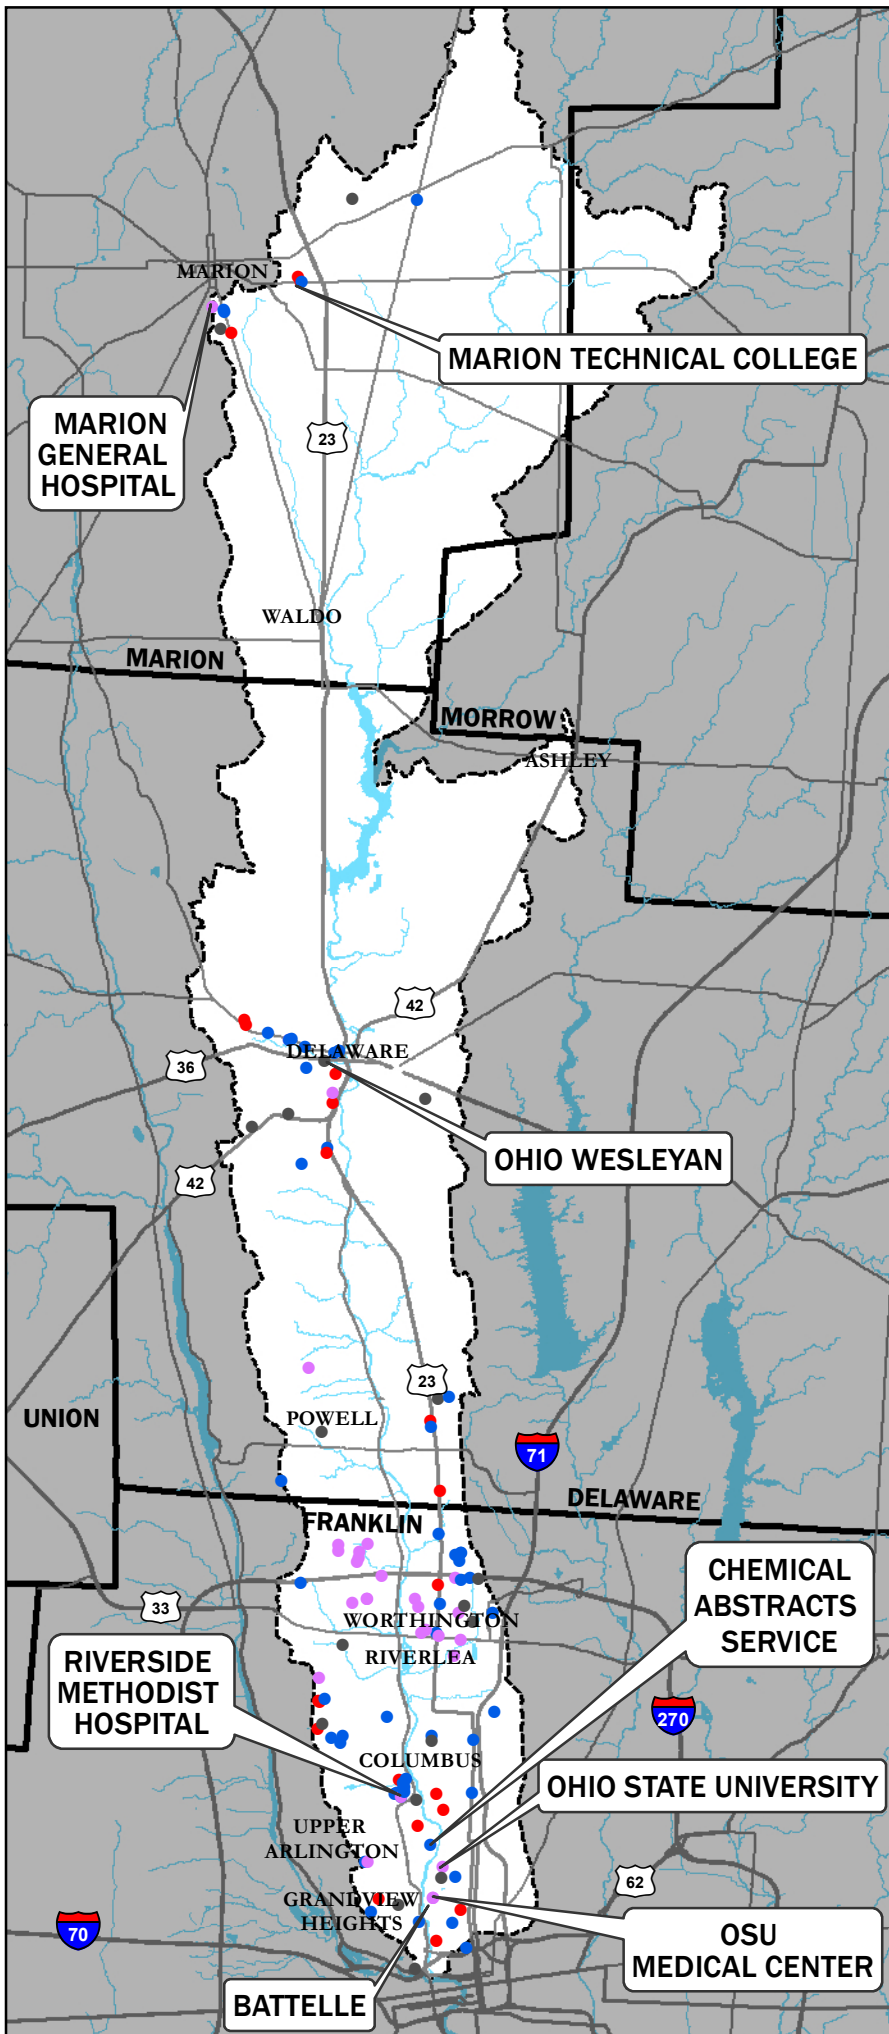 MARION
MARION TECHNICAL COLLEGE
MARION
GENERAL
HOSPITAL
23
WALDO
MARION
MORROW
ASHLEY
42
DELAWARE
36
OHIO WESLEYAN
42
23
UNION
POWELL
71
DELAWARE
FRANKLIN
CHEMICAL
ABSTRACTS
SERVICE
33
WORTHINGTON
RIVERLEA
RIVERSIDE
METHODIST
HOSPITAL
270
COLUMBUS
OHIO STATE UNIVERSITY
UPPER
ARLINGTON
62
GRANDVIEW
HEIGHTS
70
OSU
MEDICAL CENTER
BATTELLE